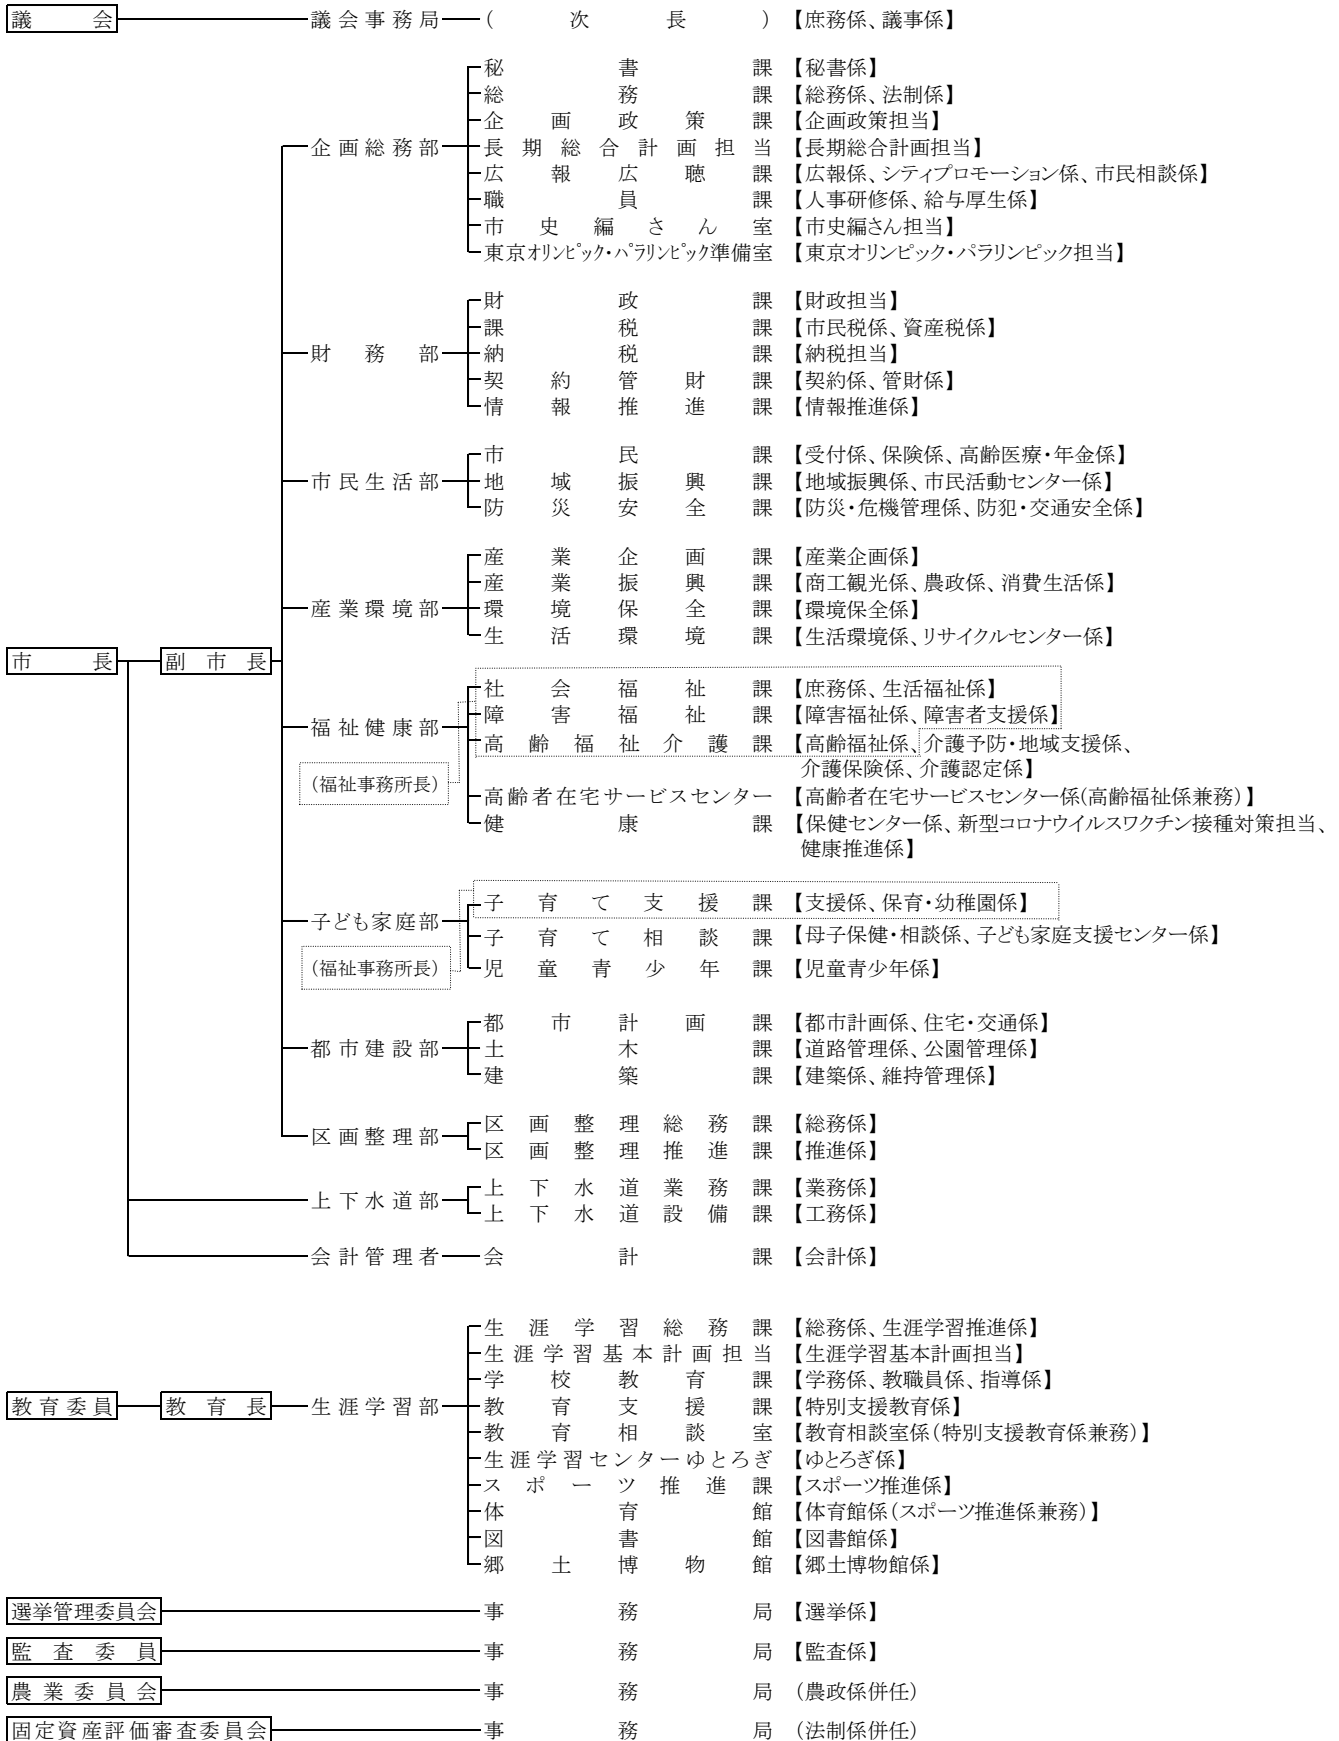 議会 議会事務局 (次長) 【庶務係、議事係】
秘書課 【秘書係】
総務課 【総務係、法制係】
企画政策課 【企画政策担当】
企画総務部 長期総合計画担当 【長期総合計画担当】
広報広聴課 【広報係、シティプロモーション係、市民相談係】
職員課 【人事研修係、給与厚生係】
市史編さん室 【市史編さん担当】
東京オリンピック・パラリンピック準備室 【東京オリンピック・パラリンピック担当】
財政課 【財政担当】
課税課 【市民税係、資産税係】
財務部 納税課 【納税担当】
契約管財課 【契約係、管財係】
情報推進課 【情報推進係】
市民課 【受付係、保険係、高齢医療・年金係】
市民生活部 地域振興課 【地域振興係、市民活動センター係】
防災安全課 【防災・危機管理係、防犯・交通安全係】
産業企画課 【産業企画係】
産業振興課 【商工観光係、農政係、消費生活係】
産業環境部 環境保全課 【環境保全係】
生活環境課 【生活環境係、リサイクルセンター係】
市長 副市長
社会福祉課 【庶務係、生活福祉係】
福祉健康部 障害福祉課 【障害福祉係、障害者支援係】
高齢福祉介護課 【高齢福祉係、介護予防・地域支援係、
介護保険係、介護認定係】
(福祉事務所長)
高齢者在宅サービスセンター 【高齢者在宅サービスセンター係(高齢福祉係兼務)】
健康課 【保健センター係、新型コロナウイルスワクチン接種対策担当、
健康推進係】
子育て支援課 【支援係、保育・幼稚園係】
子ども家庭部
子育て相談課 【母子保健・相談係、子ども家庭支援センター係】
(福祉事務所長) 児童青少年課 【児童青少年係】
都市計画課 【都市計画係、住宅・交通係】
都市建設部 土木課 【道路管理係、公園管理係】
建築課 【建築係、維持管理係】
区画整理部 区画整理総務課 【総務係】
区画整理推進課 【推進係】
上下水道部 上下水道業務課 【業務係】
上下水道設備課 【工務係】
会計管理者 会計課 【会計係】
生涯学習総務課 【総務係、生涯学習推進係】
生涯学習基本計画担当 【生涯学習基本計画担当】
学校教育課 【学務係、教職員係、指導係】
教育委員 教育長 生涯学習部 教育支援課 【特別支援教育係】
教育相談室 【教育相談室係(特別支援教育係兼務)】
生涯学習センターゆとろぎ 【ゆとろぎ係】
スポーツ推進課 【スポーツ推進係】
体育館 【体育館係(スポーツ推進係兼務)】
図書館 【図書館係】
郷土博物館 【郷土博物館係】
選挙管理委員会 事務局 【選挙係】
監査委員 事務局 【監査係】
農業委員会 事務局 (農政係併任)
固定資産評価審査委員会 事務局 (法制係併任)